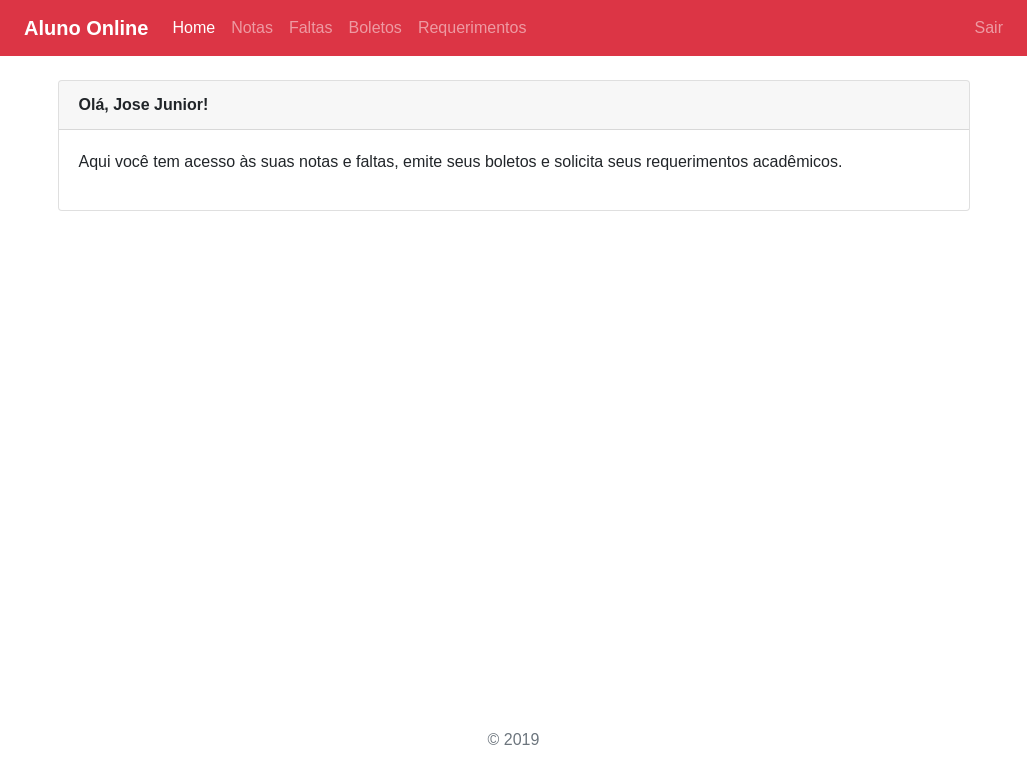 Aluno Online Home Notas Faltas Boletos Requerimentos Sair
Olá, Jose Junior!
Aqui você tem acesso às suas notas e faltas, emite seus boletos e solicita seus requerimentos acadêmicos.
© 2019